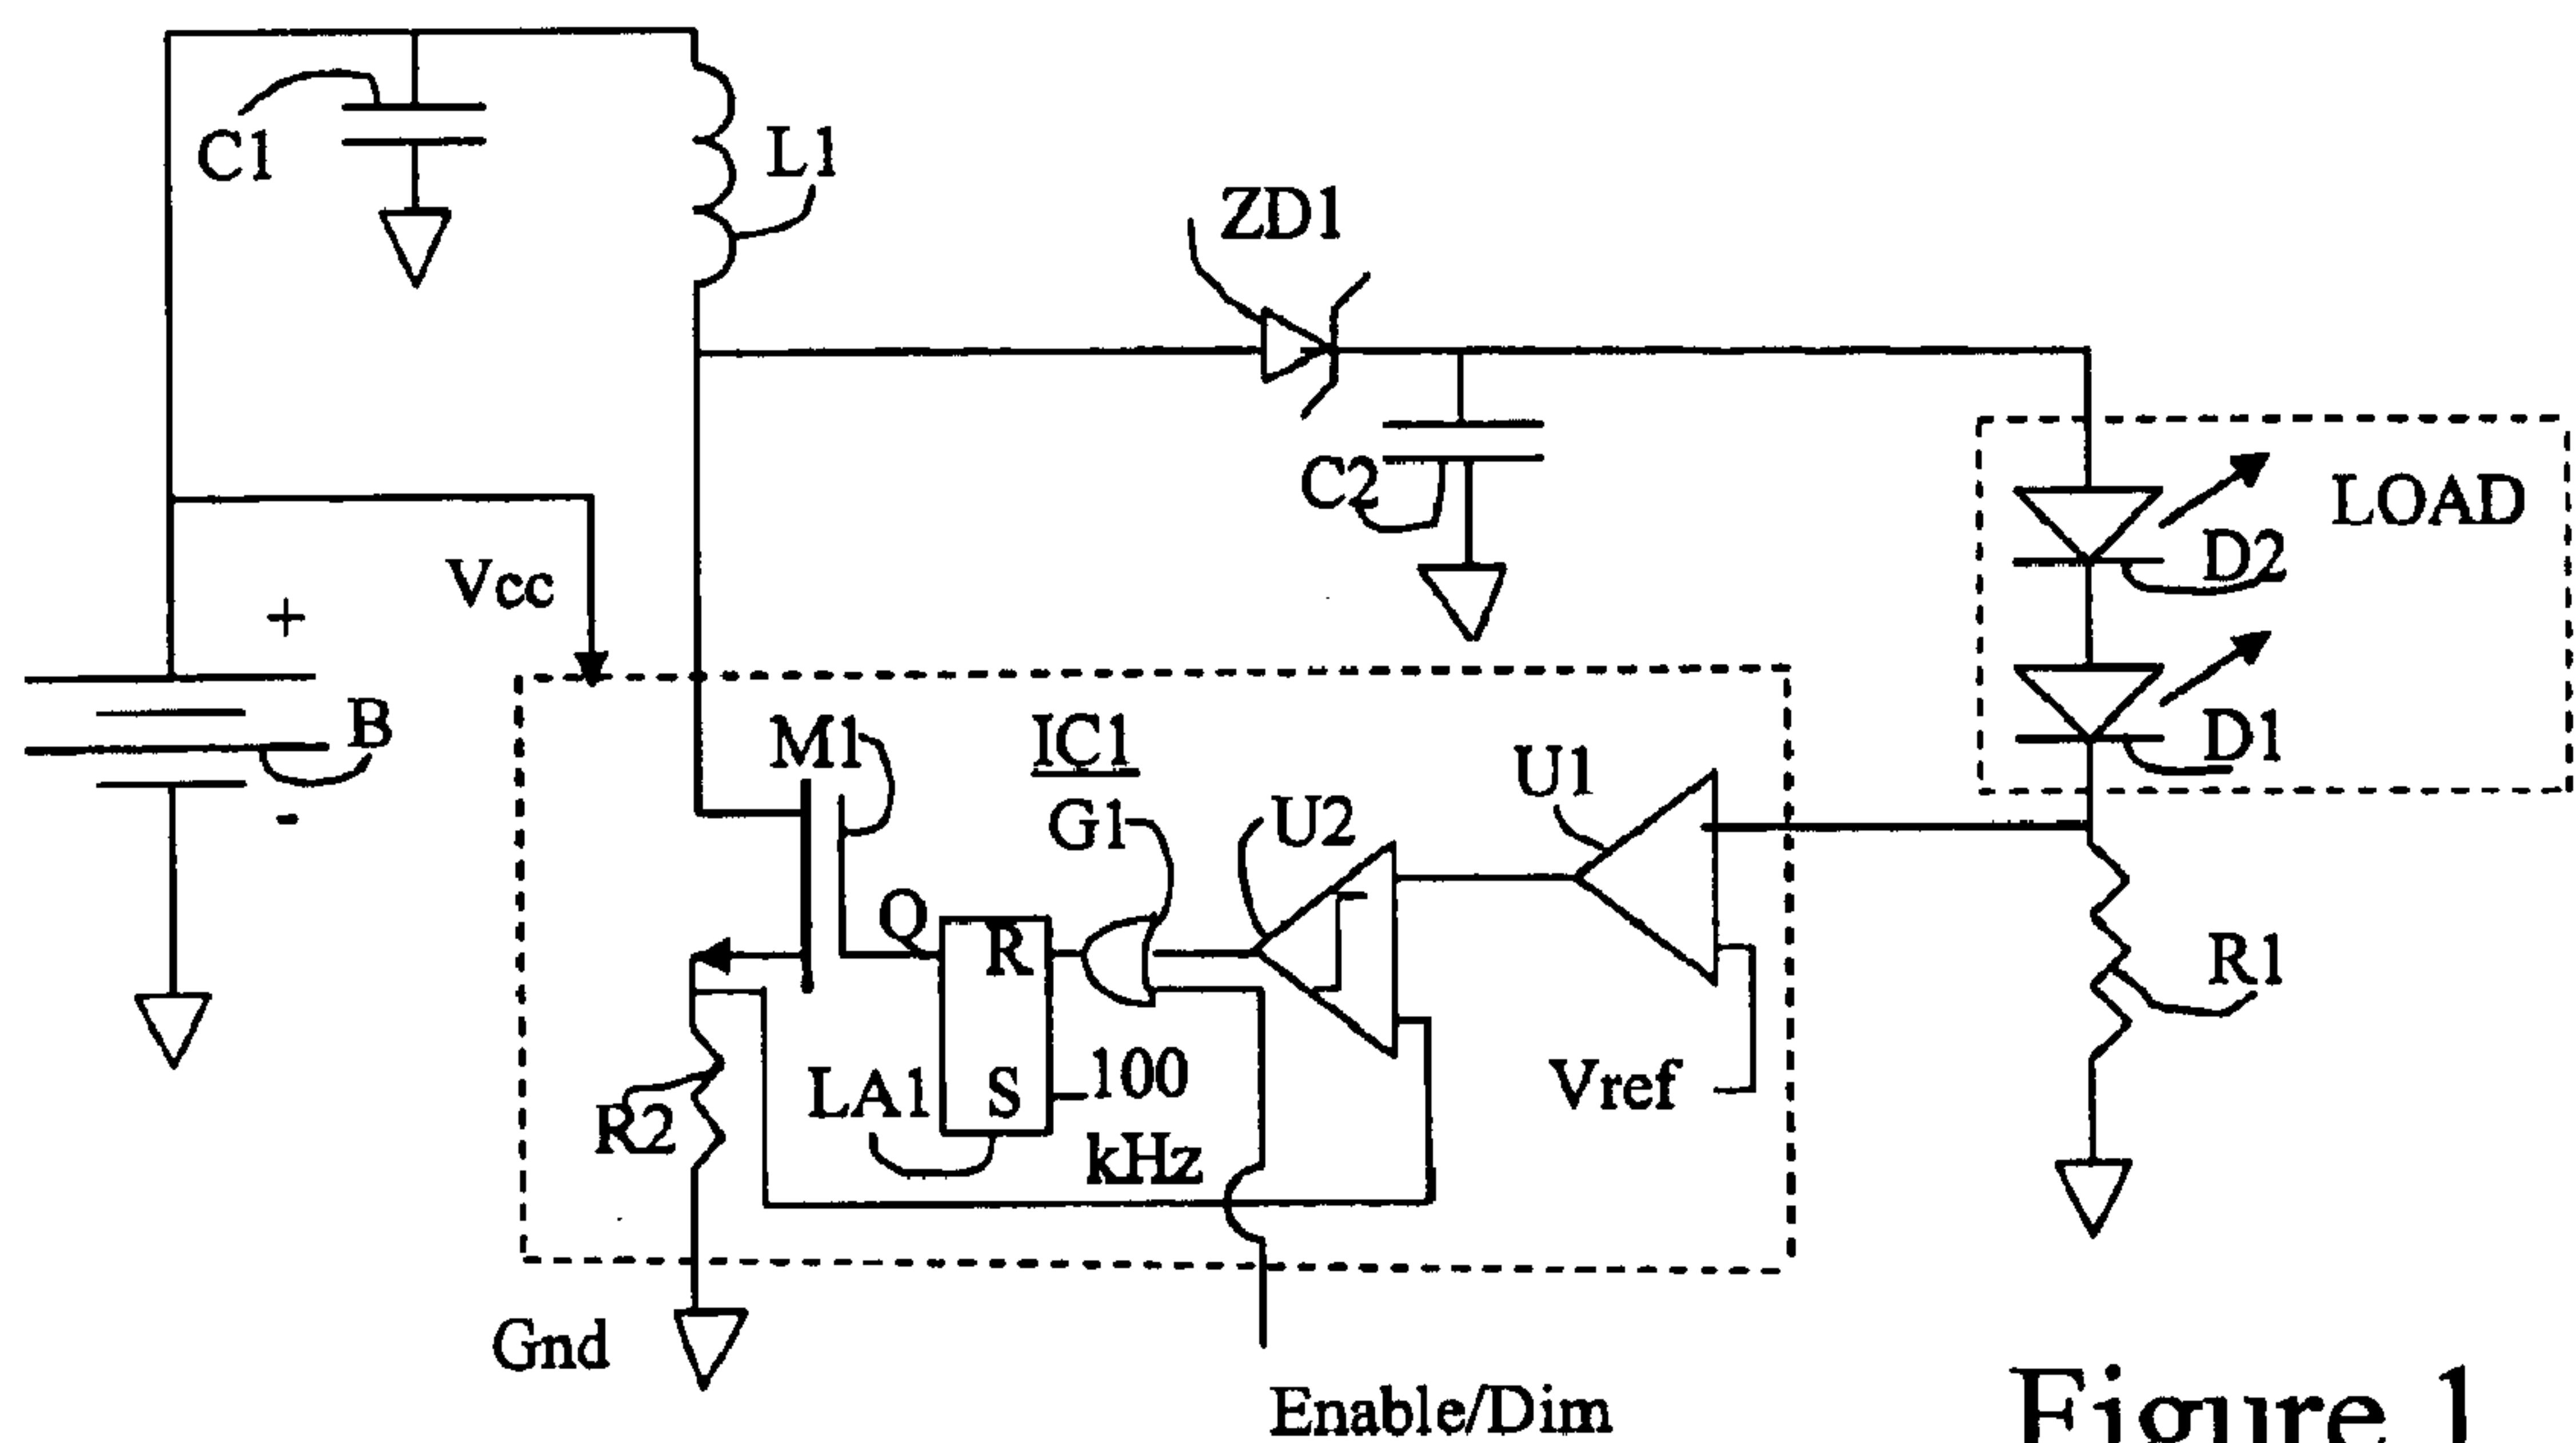 C1
L1
ZD1
Vcc
+
C2
LOAD
D2
B
-
M1
IC1
G1
U2
U1
D1
Q
R
R1
LA1
S
100
kHz
Vref
R2
Gnd
Enable/Dim
Figure 1